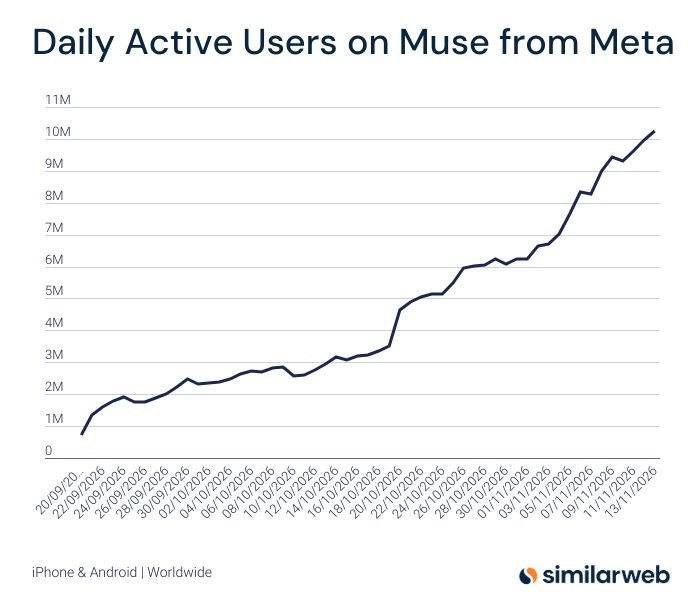 Daily Active Users on Muse from Meta
11M
10M
9M
8M
7M
6M
5M
4M
3M
2M
1M
0
20/09/20...
22/09/2026
24/09/2026
26/09/2026
28/09/2026
30/09/2026
02/10/2026
04/10/2026
06/10/2026
08/10/2026
10/10/2026
12/10/2026
14/10/2026
16/10/2026
18/10/2026
20/10/2026
22/10/2026
24/10/2026
26/10/2026
28/10/2026
30/10/2026
01/11/2026
03/11/2026
05/11/2026
07/11/2026
09/11/2026
11/11/2026
13/11/2026
iPhone & Android | Worldwide
similarweb